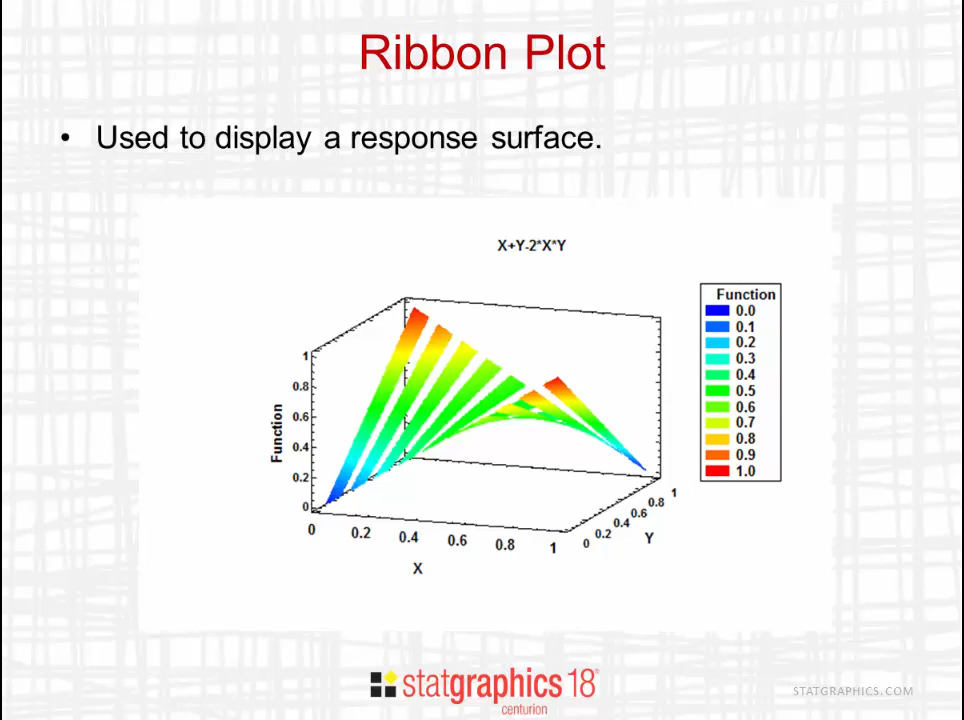 Ribbon Plot
• Used to display a response surface.
X+Y-2*X*Y
Function
0.0
0.1
0.2
0.3
0.4
0.5
0.6
0.7
0.8
0.9
1.0
Function
1
0.8
0.6
0.4
0.2
0
0 0.2 0.4 0.6 0.8 1
X
0 0.2 0.4 0.6 0.8 1
Y
statgraphics 18®
centurion
STATGRAPHICS.COM